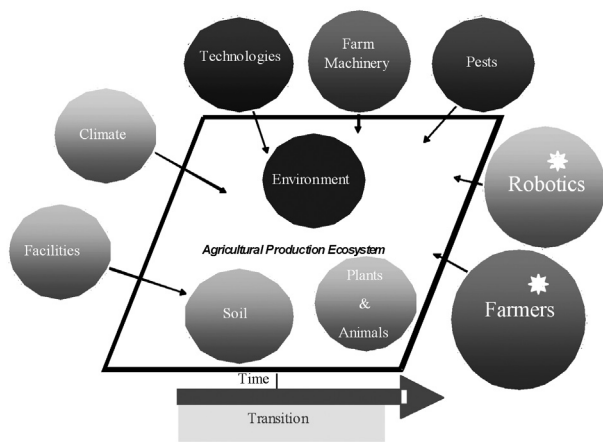 Technologies
Farm
Machinery
Pests
Climate
Environment
Robotics
Facilities
Agricultural Production Ecosystem
Soil
Plants
&
Animals
Farmers
Time
Transition